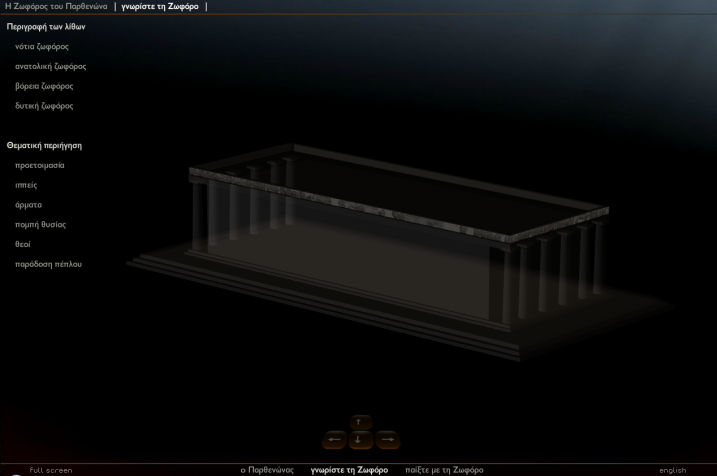 Η Ζωφόρος του Παρθενώνα | γνωρίστε τη Ζωφόρο |
Περιγραφή των λίθων
νότια ζωφόρος
ανατολική ζωφόρος
βόρεια ζωφόρος
δυτική ζωφόρος
Θεματική περιήγηση
προετοιμασία
ιππείς
άρματα
πομπή θυσίας
θεοί
παράδοση πέπλου
full screen ο Παρθενώνας γνωρίστε τη Ζωφόρο παίξτε με τη Ζωφόρο english